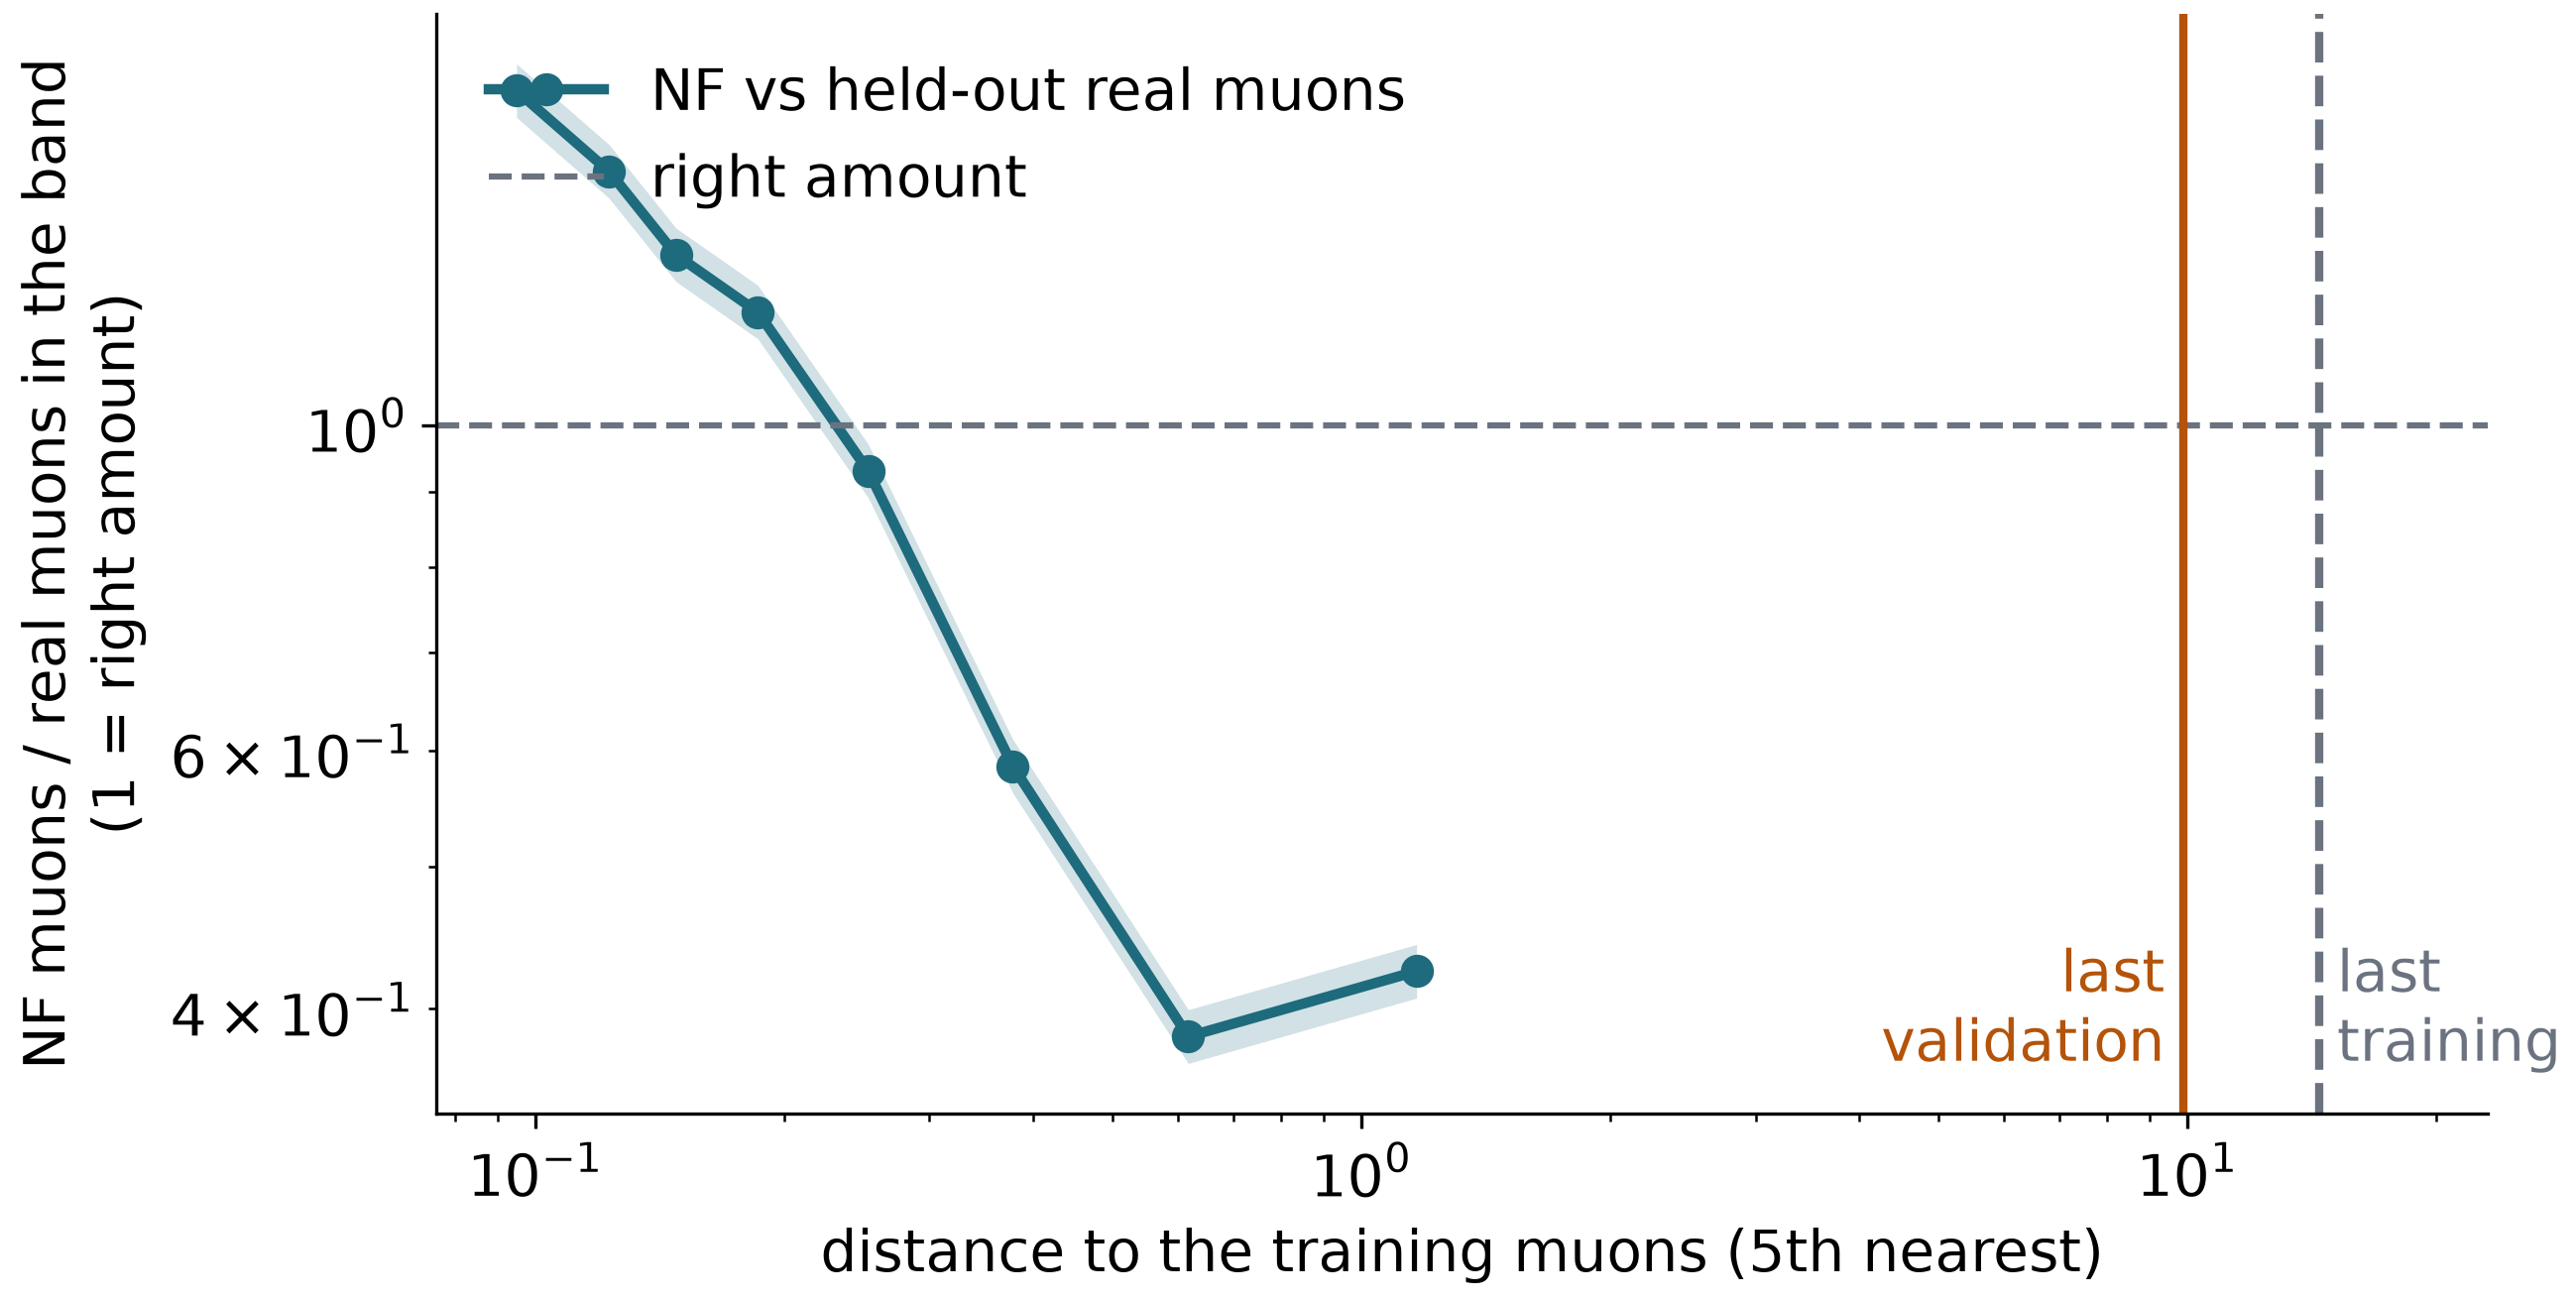 NF muons / real muons in the band
(1 = right amount)
NF vs held-out real muons
right amount
10⁰
6 × 10⁻¹
4 × 10⁻¹
last
validation
last
training
10⁻¹
10⁰
10¹
distance to the training muons (5th nearest)